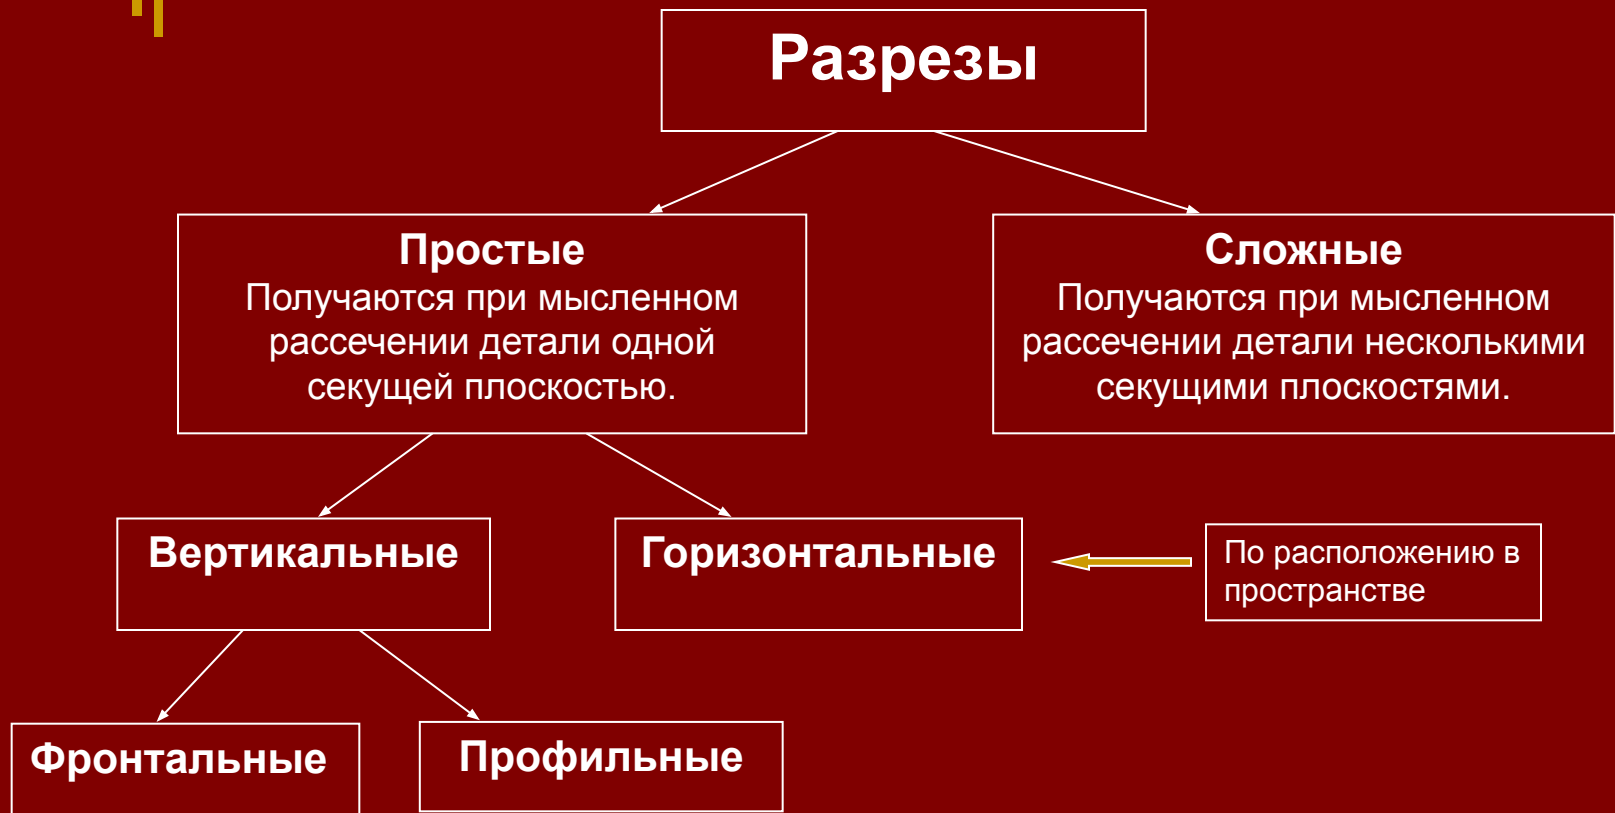 Разрезы
Простые
Получаются при мысленном
рассечении детали одной
секущей плоскостью.
Сложные
Получаются при мысленном
рассечении детали несколькими
секущими плоскостями.
Вертикальные
Горизонтальные
По расположению в
пространстве
Фронтальные
Профильные